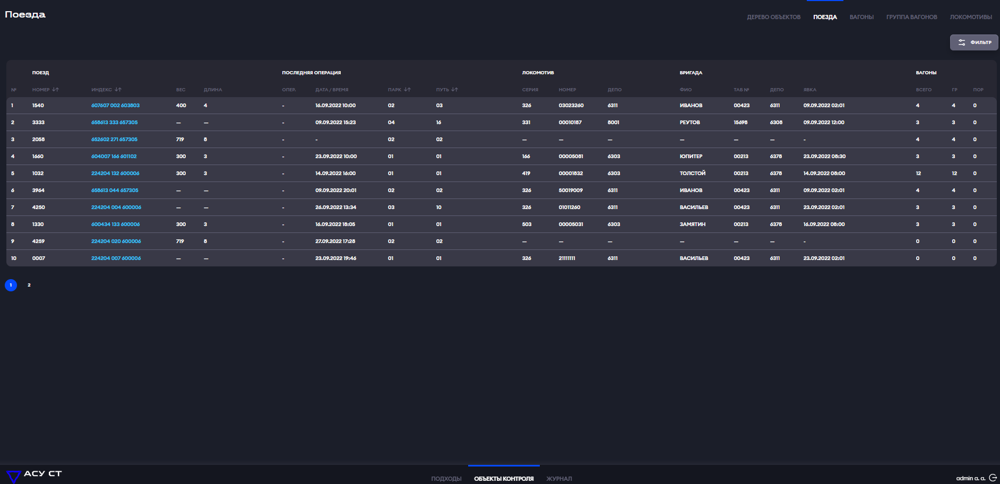 Поезда
ДЕРЕВО ОБЪЕКТОВ ПОЕЗДА ВАГОНЫ ГРУППА ВАГОНОВ ЛОКОМОТИВЫ
ФИЛЬТР
ПОЕЗД ПОСЛЕДНЯЯ ОПЕРАЦИЯ ЛОКОМОТИВ БРИГАДА ВАГОНЫ
№ НОМЕР ИНДЕКС ВЕС ДЛИНА ОПЕР. ДАТА / ВРЕМЯ ПАРК ПУТЬ СЕРИЯ НОМЕР ДЕПО ФИО ТАБ № ДЕПО ЯВКА ВСЕГО ГР ПОР
1 1540 607607 002 603803 400 4 - 16.09.2022 10:00 02 03 326 03023260 6311 ИВАНОВ 00423 6311 09.09.2022 02:01 4 4 0
2 3333 658613 333 657305 — — - 09.09.2022 15:23 04 16 331 00010187 8001 РЕУТОВ 15698 6308 09.09.2022 12:00 3 3 0
3 2058 652602 271 657305 719 8 - - 02 02 — — — — — — - 4 4 0
4 1660 604007 166 601102 300 3 - 23.09.2022 10:00 01 01 166 00005081 6303 ЮПИТЕР 00213 6378 23.09.2022 08:30 3 3 0
5 1032 224204 132 600006 300 3 - 14.09.2022 16:00 01 01 419 00001832 6303 ТОЛСТОЙ 00213 6378 14.09.2022 08:00 12 12 0
6 3964 658613 044 657305 — — - 09.09.2022 20:01 02 02 326 50019009 6311 ИВАНОВ 00423 6311 09.09.2022 02:01 4 4 0
7 4250 224204 004 600006 — — - 26.09.2022 13:34 03 10 326 01011260 6311 ВАСИЛЬЕВ 00423 6311 23.09.2022 02:01 3 3 0
8 1330 600434 133 600006 300 3 - 16.09.2022 18:05 01 01 503 00005031 6303 ЗАМЯТИН 00213 6378 16.09.2022 08:00 3 3 0
9 4259 224204 020 600006 719 8 - 27.09.2022 17:28 02 02 — — — — — — - 0 0 0
10 0007 224204 007 600006 — — - 23.09.2022 19:46 01 01 326 21111111 6311 ВАСИЛЬЕВ 00423 6311 23.09.2022 02:01 0 0 0
1 2
АСУ СТ
ПОДХОДЫ ОБЪЕКТЫ КОНТРОЛЯ ЖУРНАЛ
admin a. a.